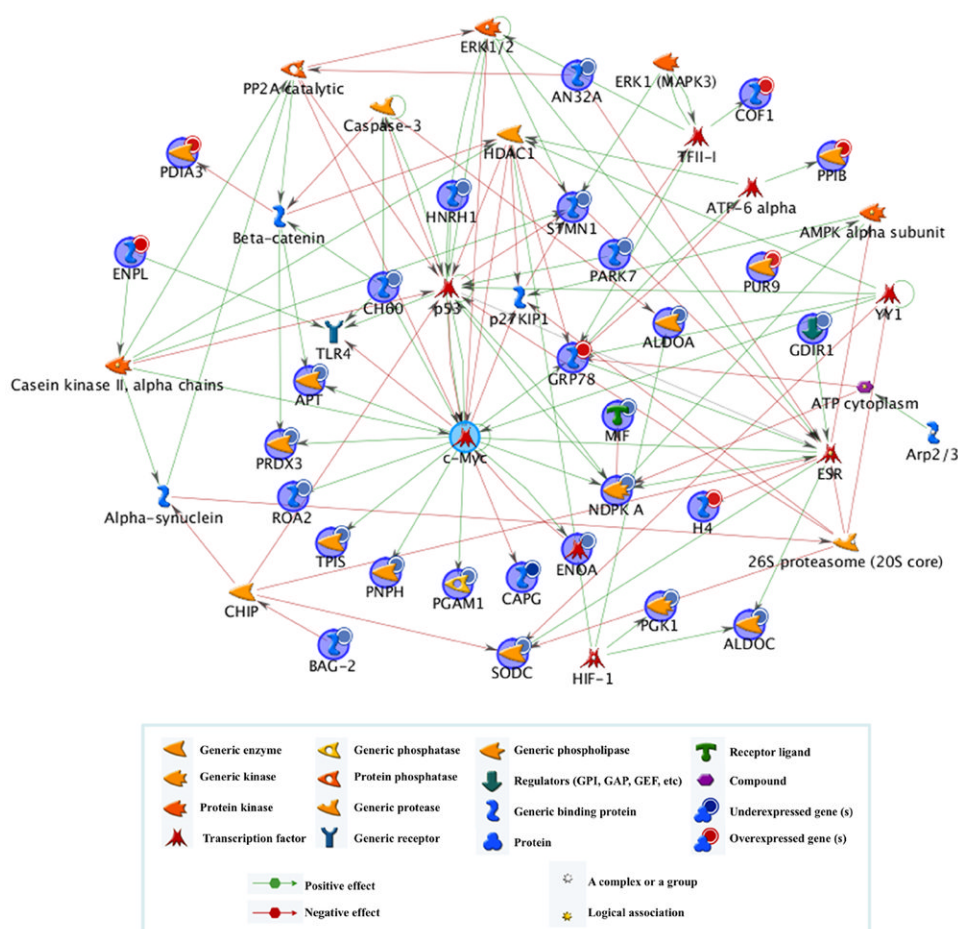 ERK1/2
PP2A catalytic
AN32A
ERK1 (MAPK3)
COF1
Caspase-3
HDAC1
TFII-I
PDIA3
PPIB
HNRH1
STMN1
ATF-6 alpha
Beta-catenin
AMPK alpha subunit
ENPL
PARK7
PUR9
CH60
p53
p27KIP1
YY1
TLR4
ALDOA
GDIR1
Casein kinase II, alpha chains
GRP78
APT
ATP cytoplasm
MIF
PRDX3
c-Myc
Arp2/3
ESR
Alpha-synuclein
ROA2
NDPK A
H4
TPIS
ENOA
26S proteasome (20S core)
PNPH
PGAM1
CAPG
CHIP
PGK1
ALDOC
BAG-2
SODC
HIF-1
Generic enzyme
Generic phosphatase
Generic phospholipase
Receptor ligand
Generic kinase
Protein phosphatase
Regulators (GPI, GAP, GEF, etc)
Compound
Protein kinase
Generic protease
Generic binding protein
Underexpressed gene (s)
Transcription factor
Generic receptor
Protein
Overexpressed gene (s)
Positive effect
A complex or a group
Negative effect
Logical association